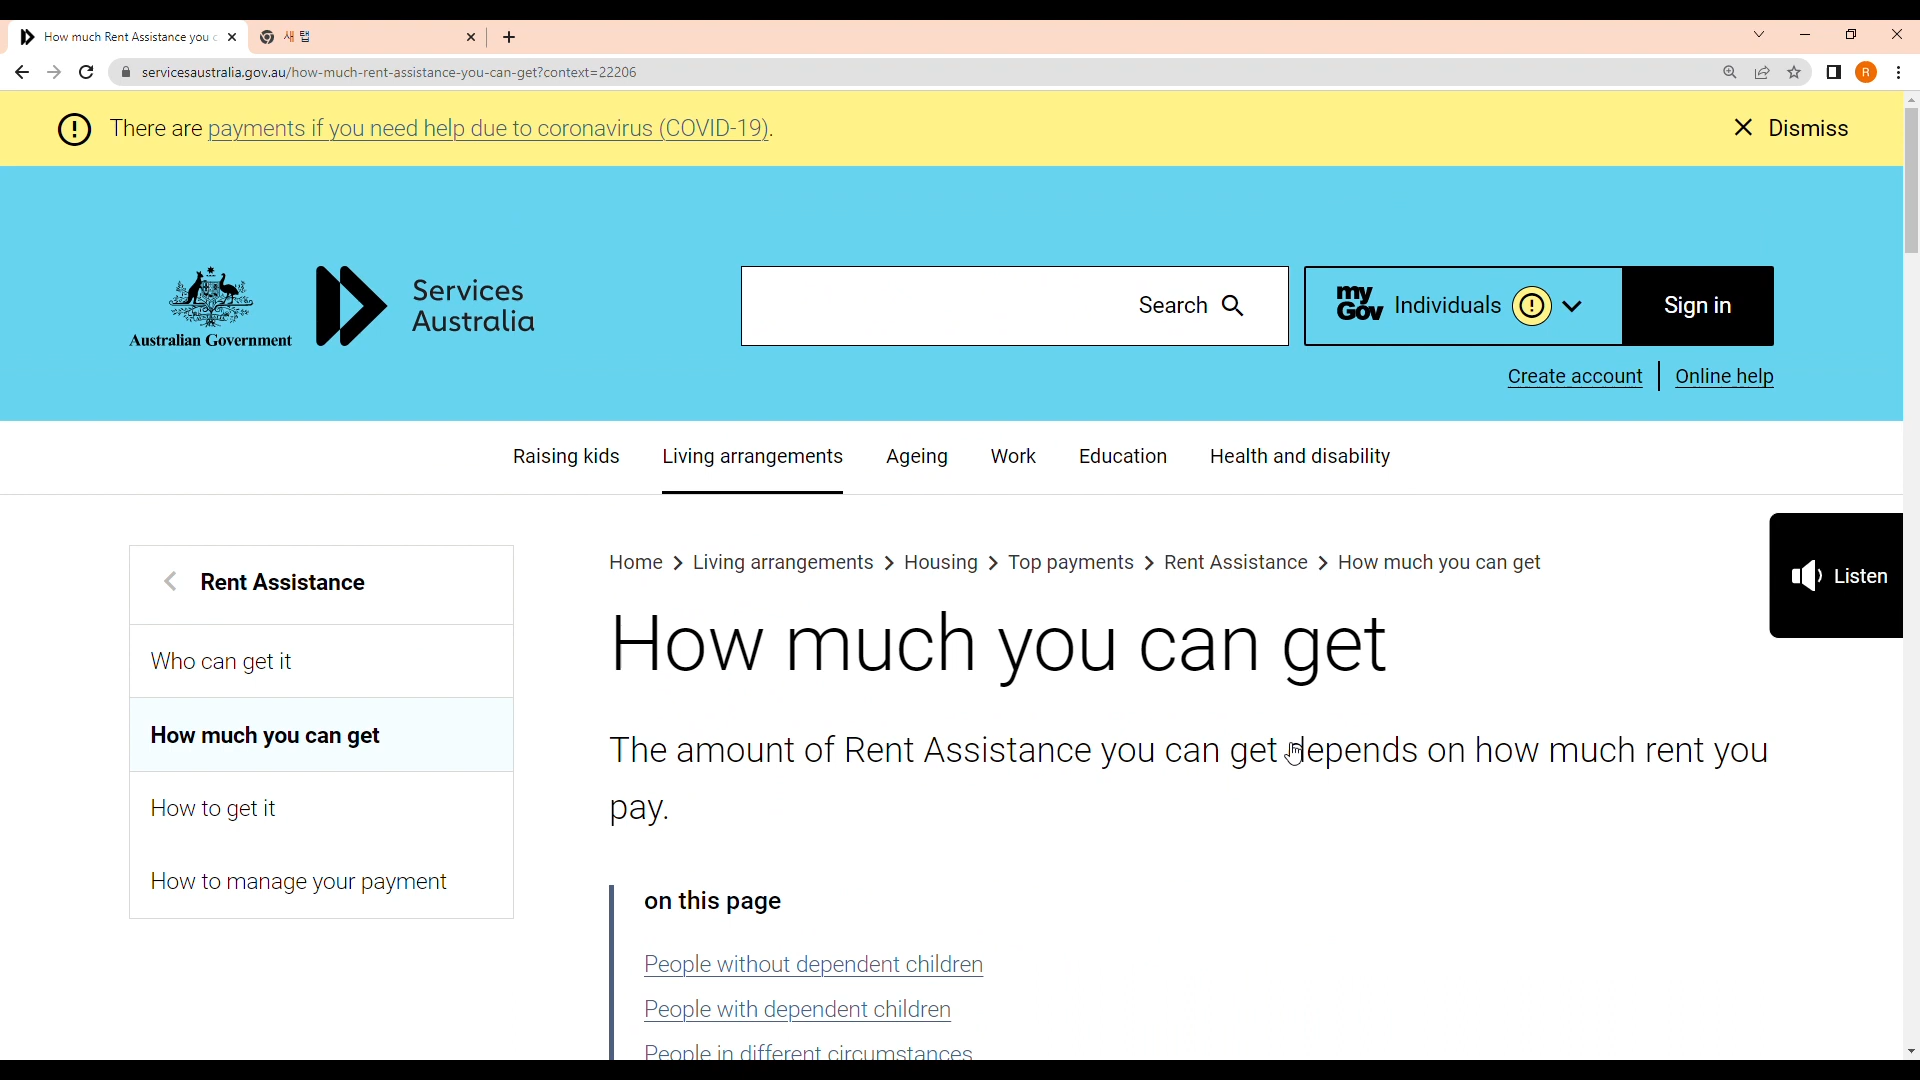 How much Rent Assistance you c
새 탭
servicesaustralia.gov.au/how-much-rent-assistance-you-can-get?context=22206
R
There are payments if you need help due to coronavirus (COVID-19).
Dismiss
Australian Government
Services
Australia
Search
my
Gov
Individuals
Sign in
Create account
Online help
Raising kids
Living arrangements
Ageing
Work
Education
Health and disability
Rent Assistance
Who can get it
How much you can get
How to get it
How to manage your payment
Home > Living arrangements > Housing > Top payments > Rent Assistance > How much you can get
Listen
How much you can get
The amount of Rent Assistance you can get depends on how much rent you
pay.
on this page
People without dependent children
People with dependent children
People in different circumstances